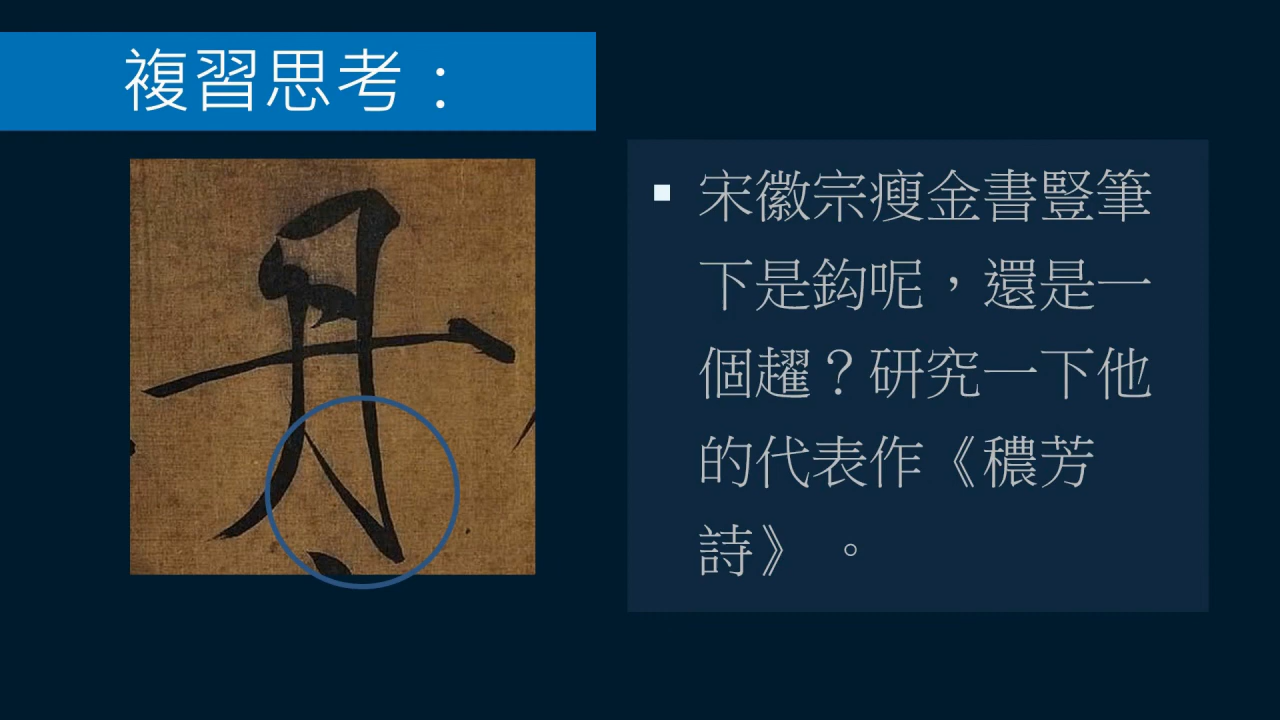 複習思考：
丹
宋徽宗瘦金書豎筆
下是鈎呢，還是一
個趯？研究一下他
的代表作《穠芳
詩》 。